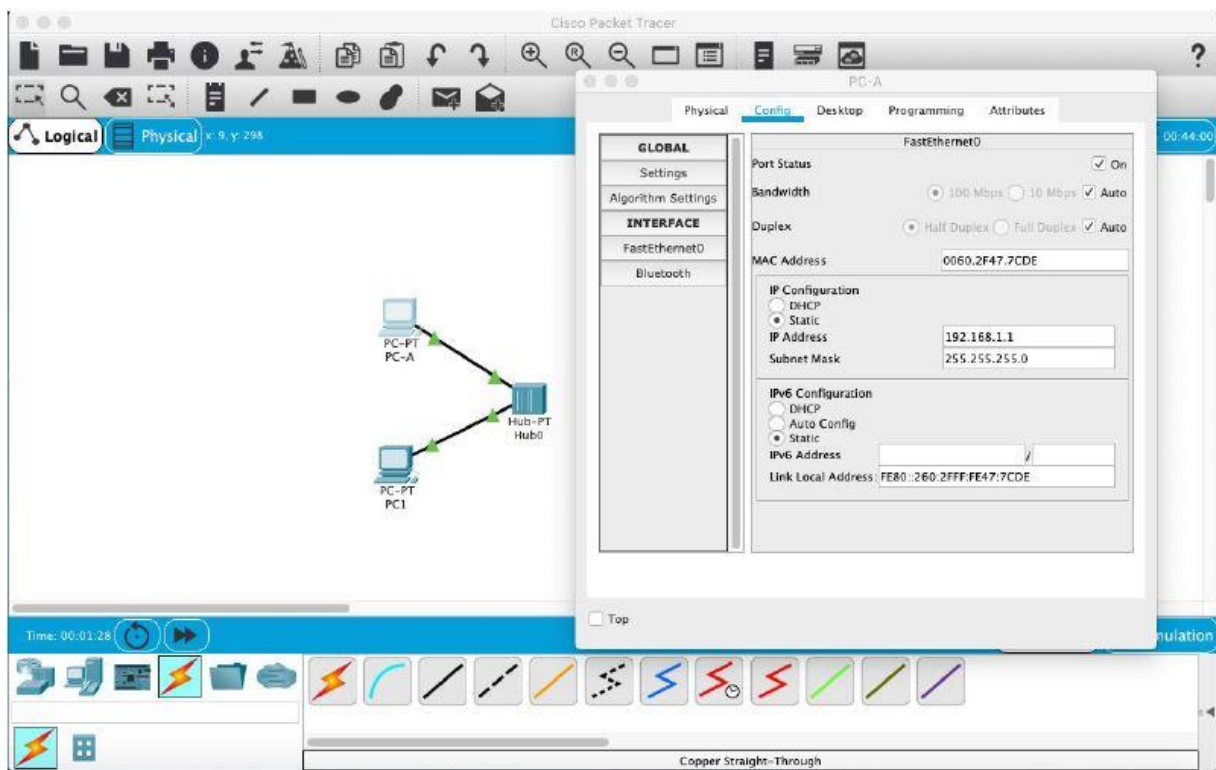 Cisco Packet Tracer
?
PC-A
Physical Config Desktop Programming Attributes
Logical Physical x: 9, y: 298
00:44:00
GLOBAL
Settings
Algorithm Settings
INTERFACE
FastEthernet0
Bluetooth
FastEthernet0
Port Status On
Bandwidth 100 Mbps 10 Mbps Auto
Duplex Half Duplex Full Duplex Auto
MAC Address 0060.2F47.7CDE
IP Configuration
DHCP
Static
IP Address 192.168.1.1
Subnet Mask 255.255.255.0
IPv6 Configuration
DHCP
Auto Config
Static
IPv6 Address /
Link Local Address: FE80::260:2FFF:FE47:7CDE
PC-PT
PC-A
Hub-PT
Hub0
PC-PT
PC1
Top
Time: 00:01:28
mulation
Copper Straight-Through